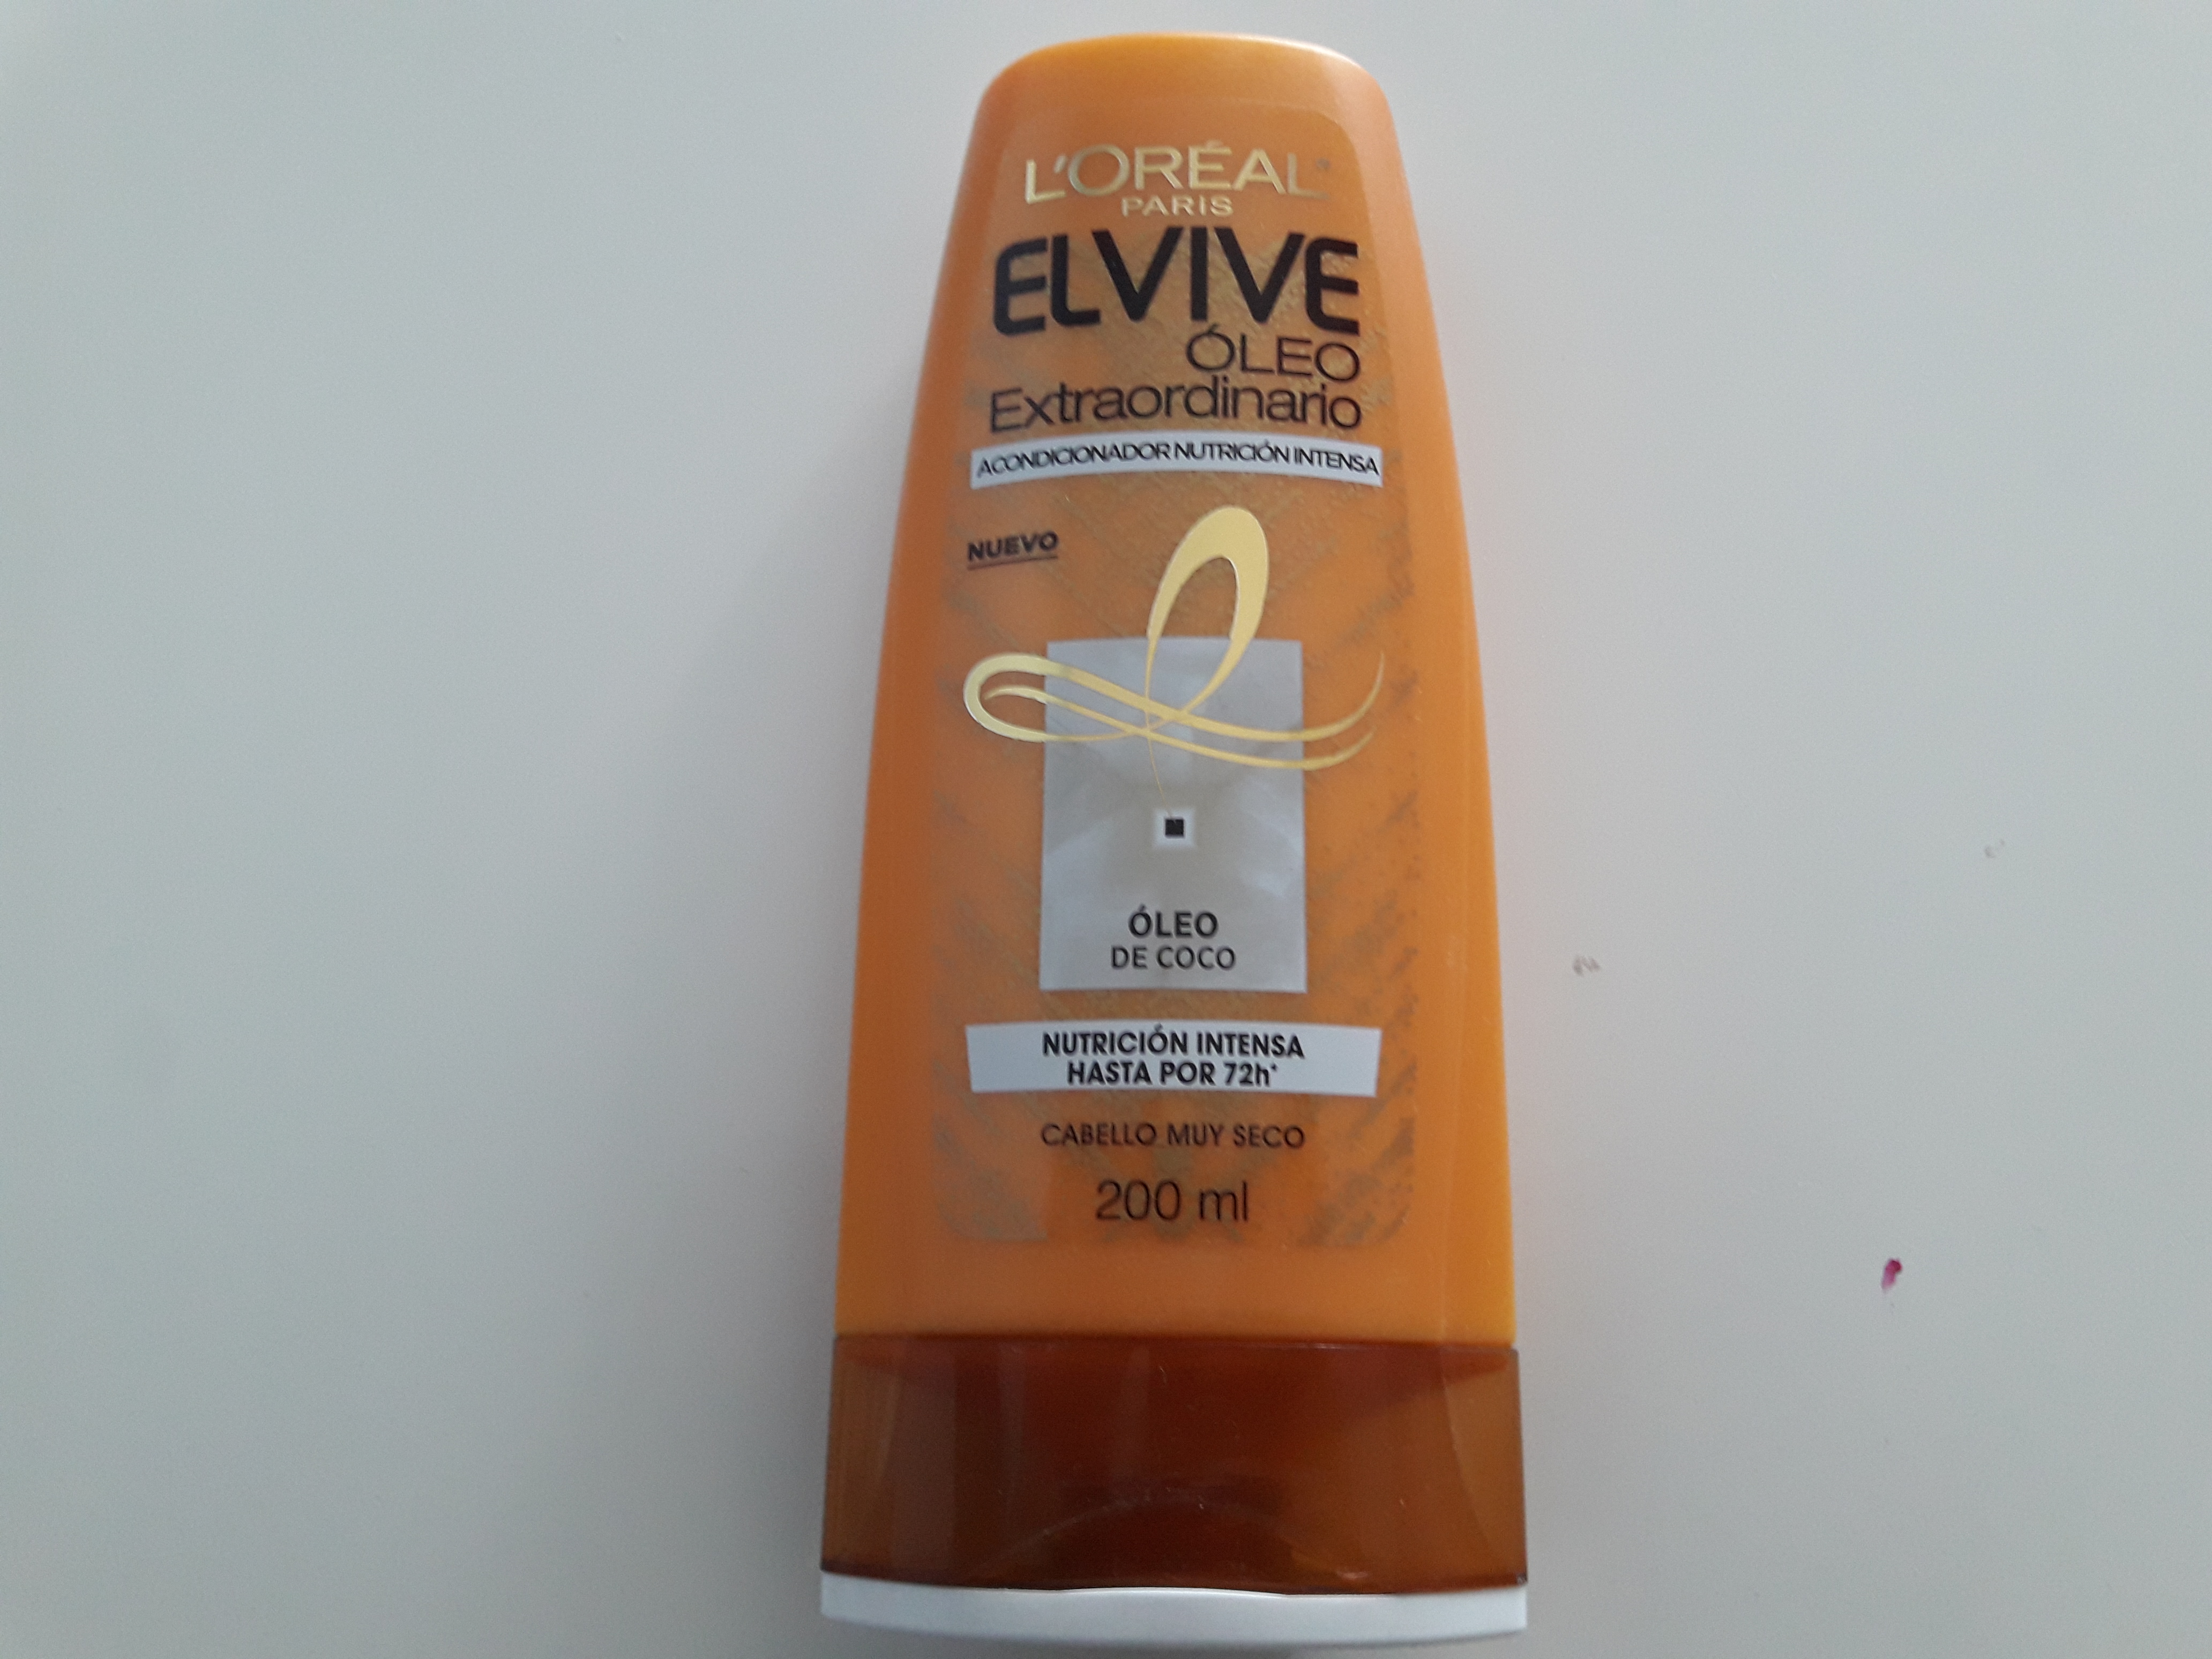 L'ORÉAL
PARIS
ELVIVE
ÓLEO
Extraordinario
ACONDICIONADOR NUTRICIÓN INTENSA
NUEVO
ÓLEO
DE COCO
NUTRICIÓN INTENSA
HASTA POR 72h*
CABELLO MUY SECO
200 ml